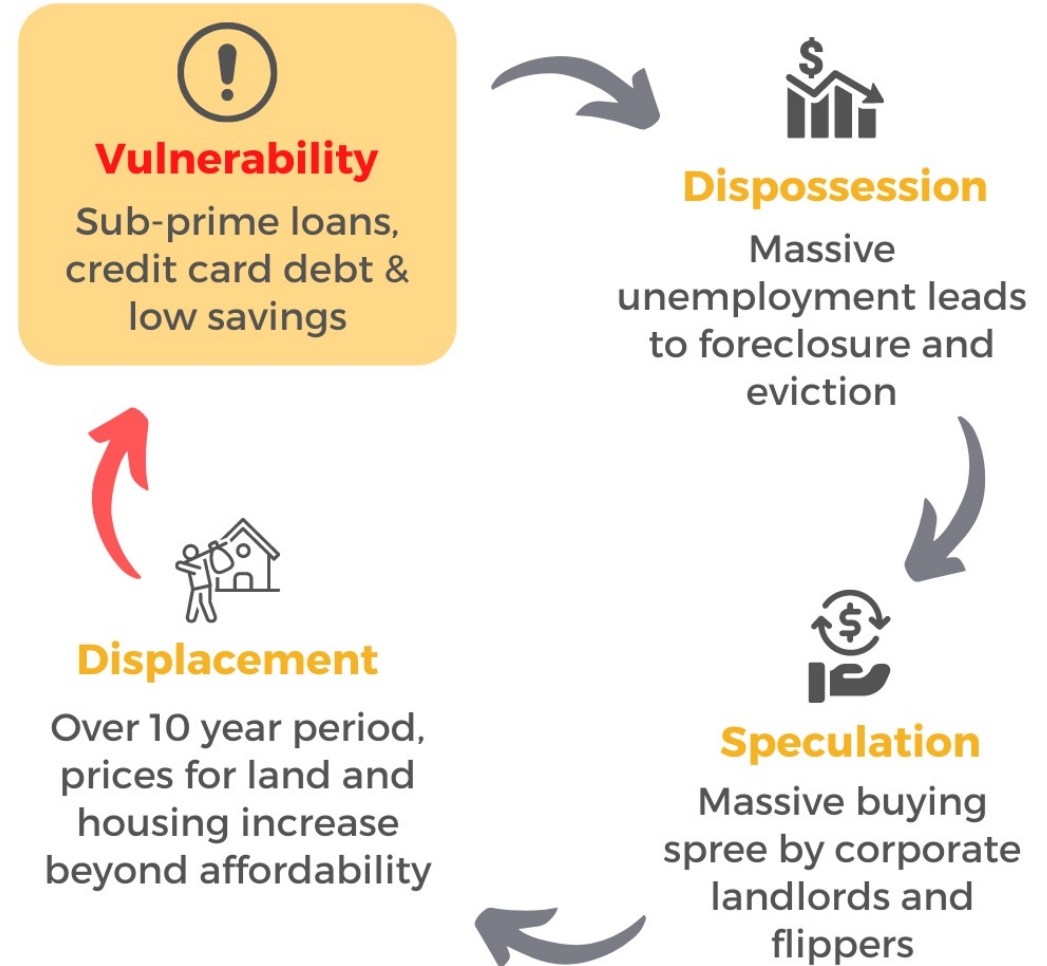 Vulnerability
Sub-prime loans,
credit card debt &
low savings
$
Dispossession
Massive
unemployment leads
to foreclosure and
eviction
$
Speculation
Massive buying
spree by corporate
landlords and
flippers
Displacement
Over 10 year period,
prices for land and
housing increase
beyond affordability